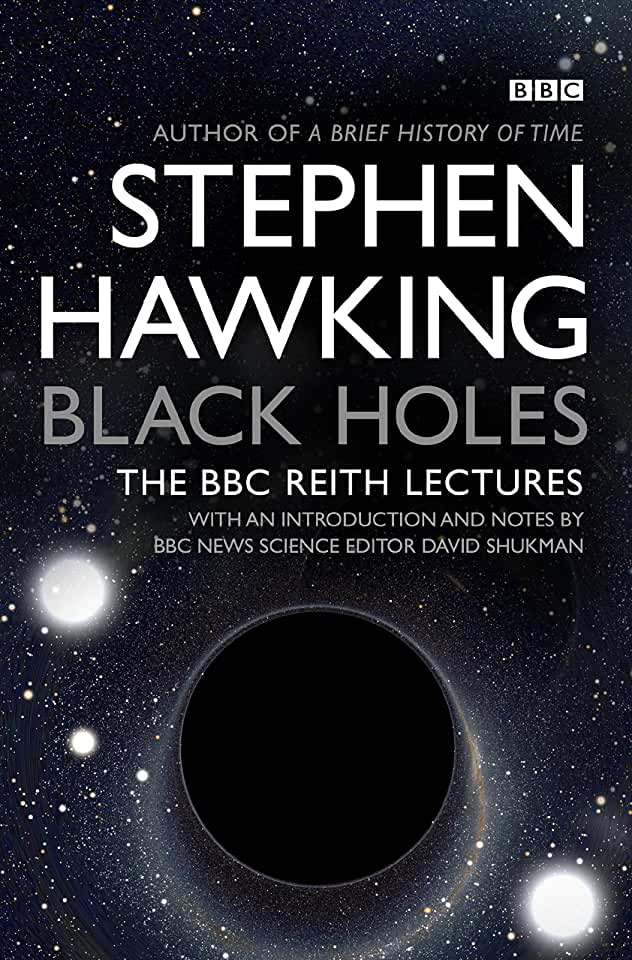 BBC
AUTHOR OF A BRIEF HISTORY OF TIME
STEPHEN
HAWKING
BLACK HOLES
THE BBC REITH LECTURES
WITH AN INTRODUCTION AND NOTES BY
BBC NEWS SCIENCE EDITOR DAVID SHUKMAN